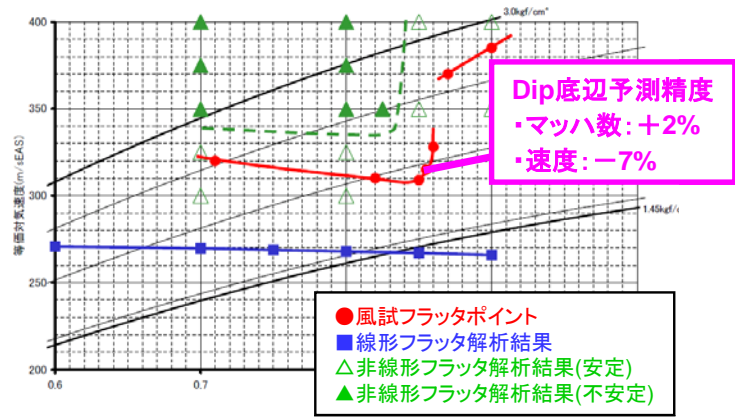 400
350
300
250
200
等価対気速度(m/sEAS)
3.0kgf/cm²
Dip底辺予測精度
・マッハ数:+2%
・速度:-7%
1.45kgf/c
0.6
0.7
●風試フラッタポイント
■線形フラッタ解析結果
△非線形フラッタ解析結果(安定)
▲非線形フラッタ解析結果(不安定)